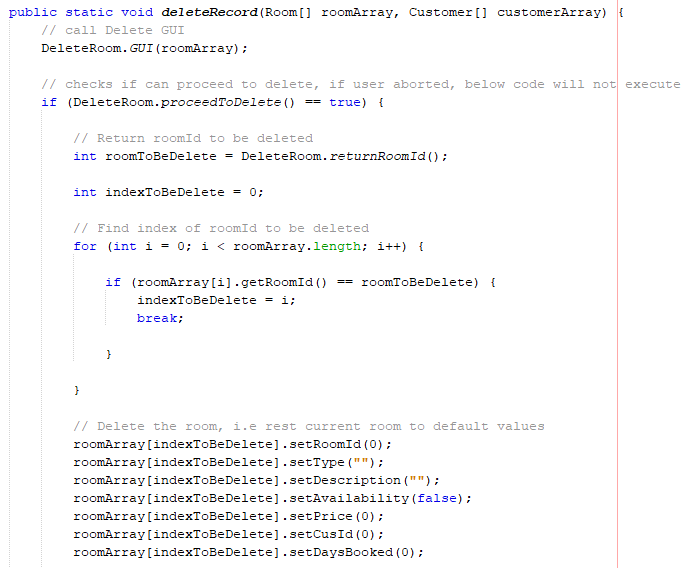 public static void deleteRecord(Room[] roomArray, Customer[] customerArray) {
// call Delete GUI
DeleteRoom.GUI(roomArray);
// checks if can proceed to delete, if user aborted, below code will not execute
if (DeleteRoom.proceedToDelete() == true) {
// Return roomId to be deleted
int roomToBeDelete = DeleteRoom.returnRoomId();
int indexToBeDelete = 0;
// Find index of roomId to be deleted
for (int i = 0; i < roomArray.length; i++) {
if (roomArray[i].getRoomId() == roomToBeDelete) {
indexToBeDelete = i;
break;
}
}
// Delete the room, i.e rest current room to default values
roomArray[indexToBeDelete].setRoomId(0);
roomArray[indexToBeDelete].setType("");
roomArray[indexToBeDelete].setDescription("");
roomArray[indexToBeDelete].setAvailability(false);
roomArray[indexToBeDelete].setPrice(0);
roomArray[indexToBeDelete].setCusId(0);
roomArray[indexToBeDelete].setDaysBooked(0);